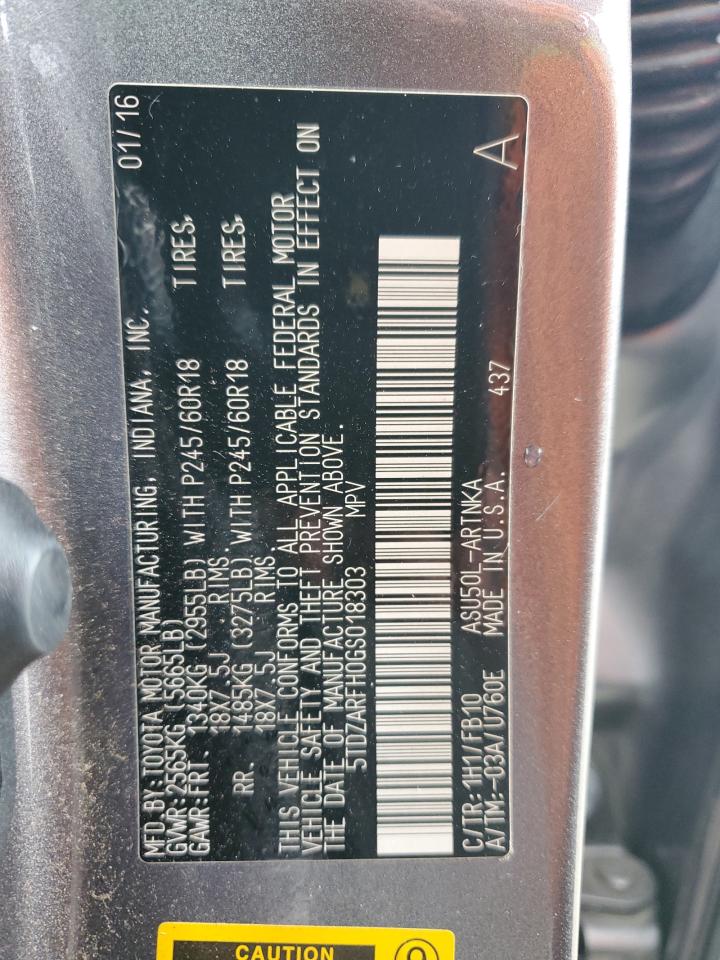 MFD.BY:TOYOTA MOTOR MANUFACTURING, INDIANA, INC. 01/16
GVWR:2565KG (5665LB)
GAWR:FRT. 1340KG (2955LB) WITH P245/60R18 TIRES,
18X7.5J RIMS.
RR. 1485KG (3275LB) WITH P245/60R18 TIRES,
18X7.5J RIMS.
THIS VEHICLE CONFORMS TO ALL APPLICABLE FEDERAL MOTOR
VEHICLE SAFETY AND THEFT PREVENTION STANDARDS IN EFFECT ON
THE DATE OF MANUFACTURE SHOWN ABOVE.
5TDZARFH0GS018303 MPV
C/TR:1H1/FB10 ASU50L-ARTNKA 437 A
A/TM:-03A/U760E MADE IN U.S.A.
CAUTION